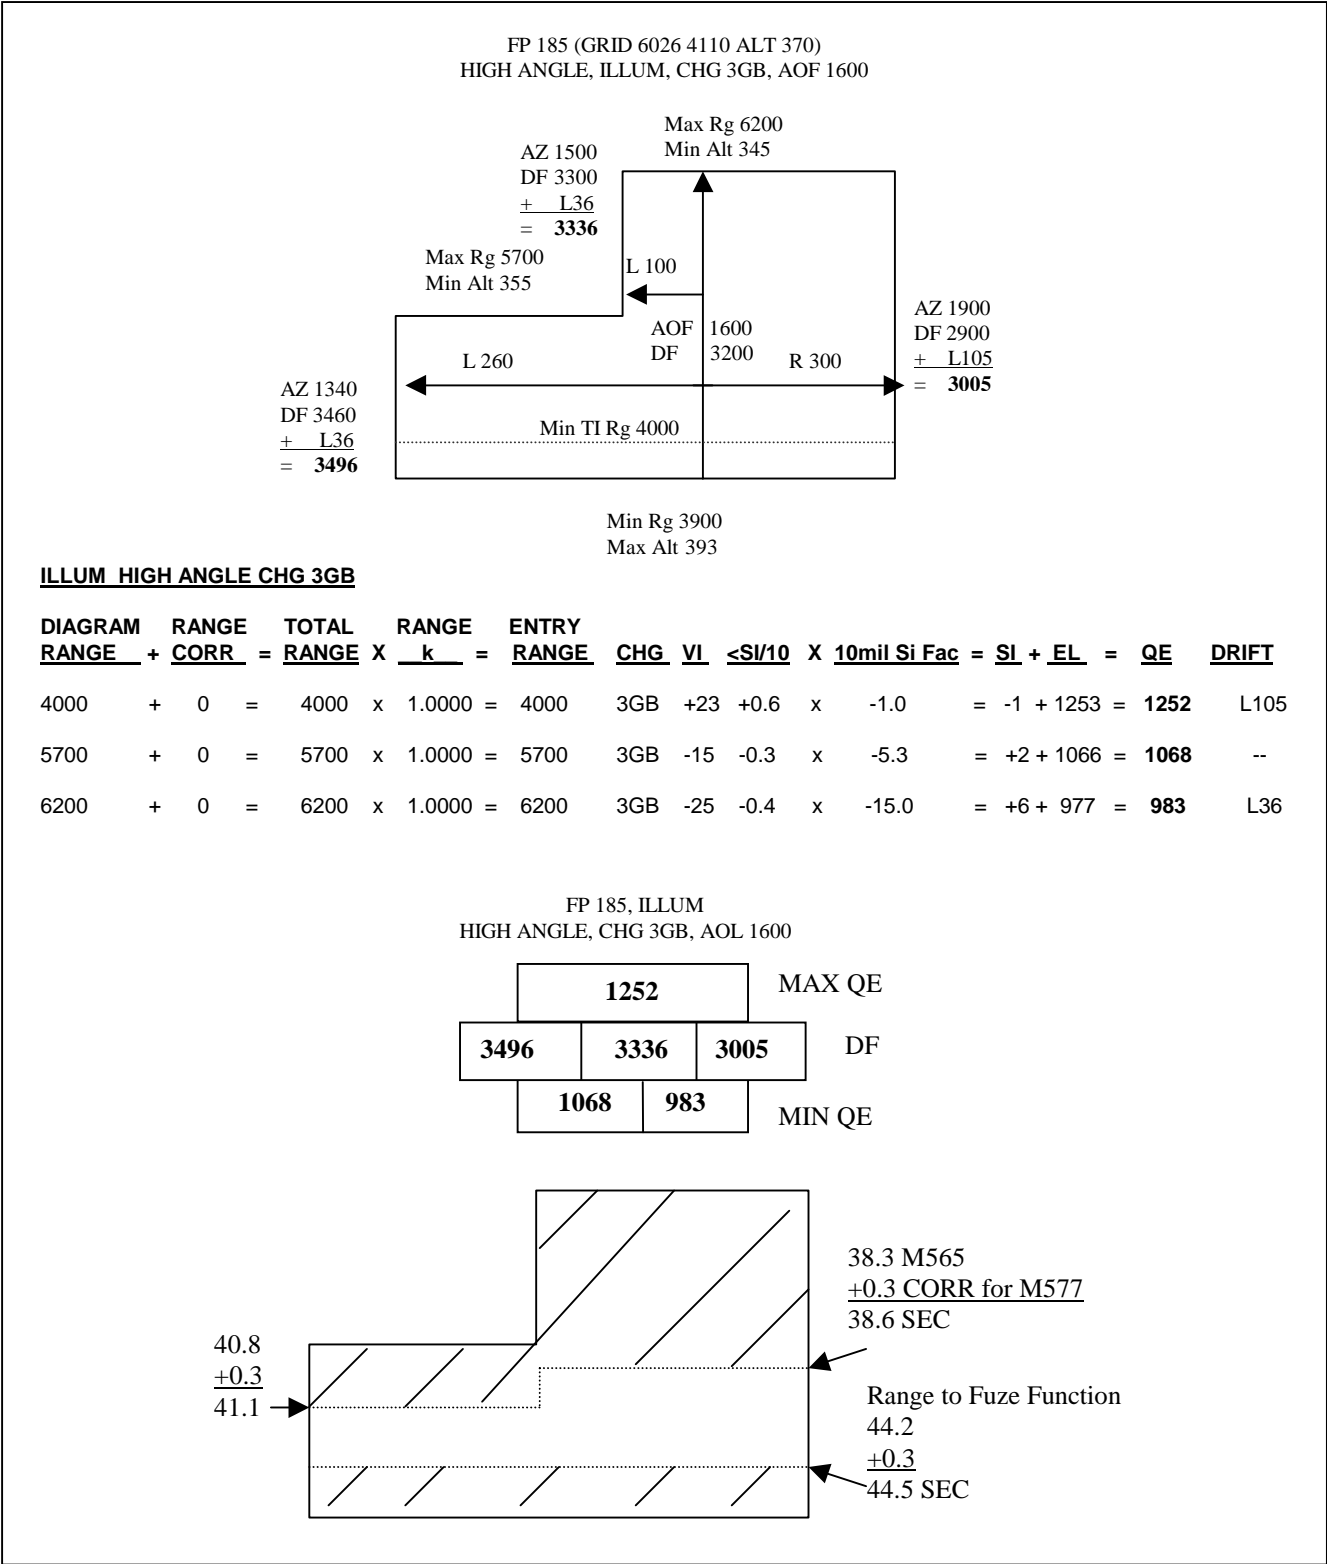 FP 185 (GRID 6026 4110 ALT 370)
HIGH ANGLE, ILLUM, CHG 3GB, AOF 1600
Max Rg 6200
Min Alt 345
AZ 1500
DF 3300
+ L36
= 3336
Max Rg 5700
Min Alt 355
L 100
AOF 1600
DF 3200
L 260
R 300
AZ 1900
DF 2900
+ L105
= 3005
AZ 1340
DF 3460
+ L36
= 3496
Min TI Rg 4000
Min Rg 3900
Max Alt 393
ILLUM HIGH ANGLE CHG 3GB
DIAGRAM RANGE TOTAL RANGE ENTRY
RANGE + CORR = RANGE X k = RANGE CHG VI <SI/10 X 10mil Si Fac = SI + EL = QE DRIFT
4000 + 0 = 4000 x 1.0000 = 4000 3GB +23 +0.6 x -1.0 = -1 + 1253 = 1252 L105
5700 + 0 = 5700 x 1.0000 = 5700 3GB -15 -0.3 x -5.3 = +2 + 1066 = 1068 --
6200 + 0 = 6200 x 1.0000 = 6200 3GB -25 -0.4 x -15.0 = +6 + 977 = 983 L36
FP 185, ILLUM
HIGH ANGLE, CHG 3GB, AOL 1600
1252 MAX QE
3496 3336 3005 DF
1068 983 MIN QE
38.3 M565
+0.3 CORR for M577
38.6 SEC
40.8
+0.3
41.1
Range to Fuze Function
44.2
+0.3
44.5 SEC